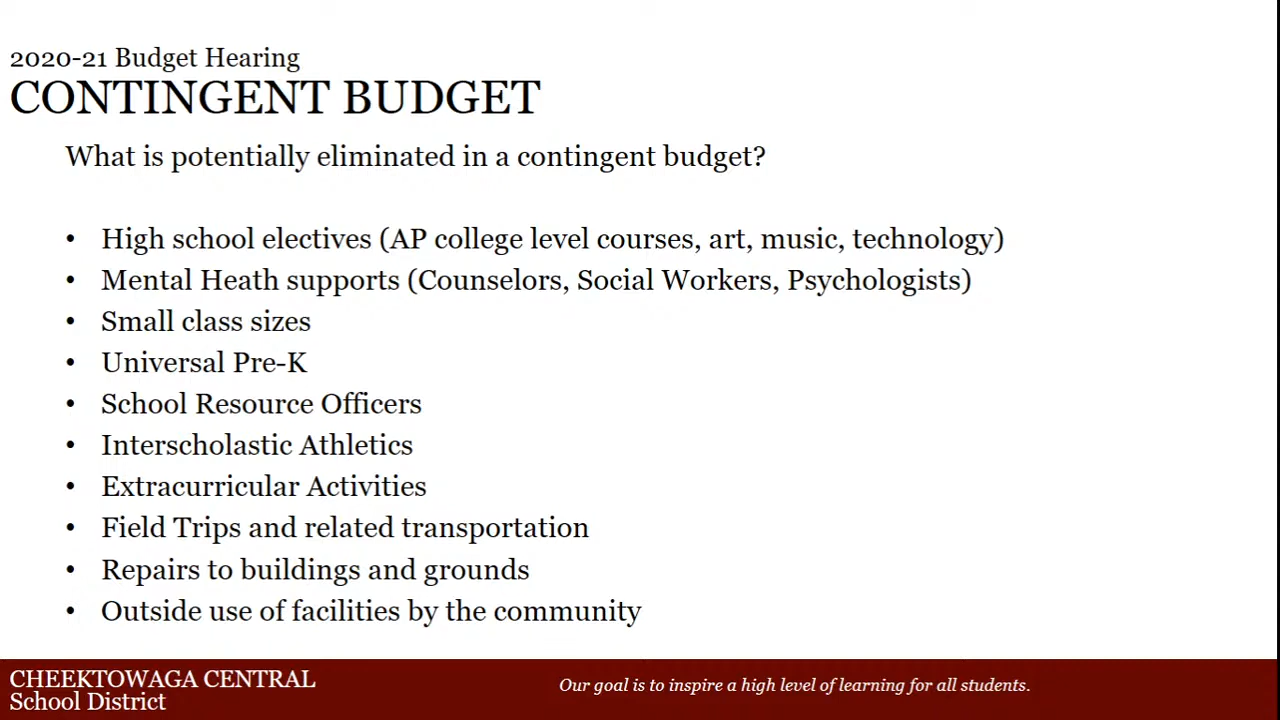 2020-21 Budget Hearing
CONTINGENT BUDGET
What is potentially eliminated in a contingent budget?
• High school electives (AP college level courses, art, music, technology)
• Mental Heath supports (Counselors, Social Workers, Psychologists)
• Small class sizes
• Universal Pre-K
• School Resource Officers
• Interscholastic Athletics
• Extracurricular Activities
• Field Trips and related transportation
• Repairs to buildings and grounds
• Outside use of facilities by the community
CHEEKTOWAGA CENTRAL
School District
Our goal is to inspire a high level of learning for all students.